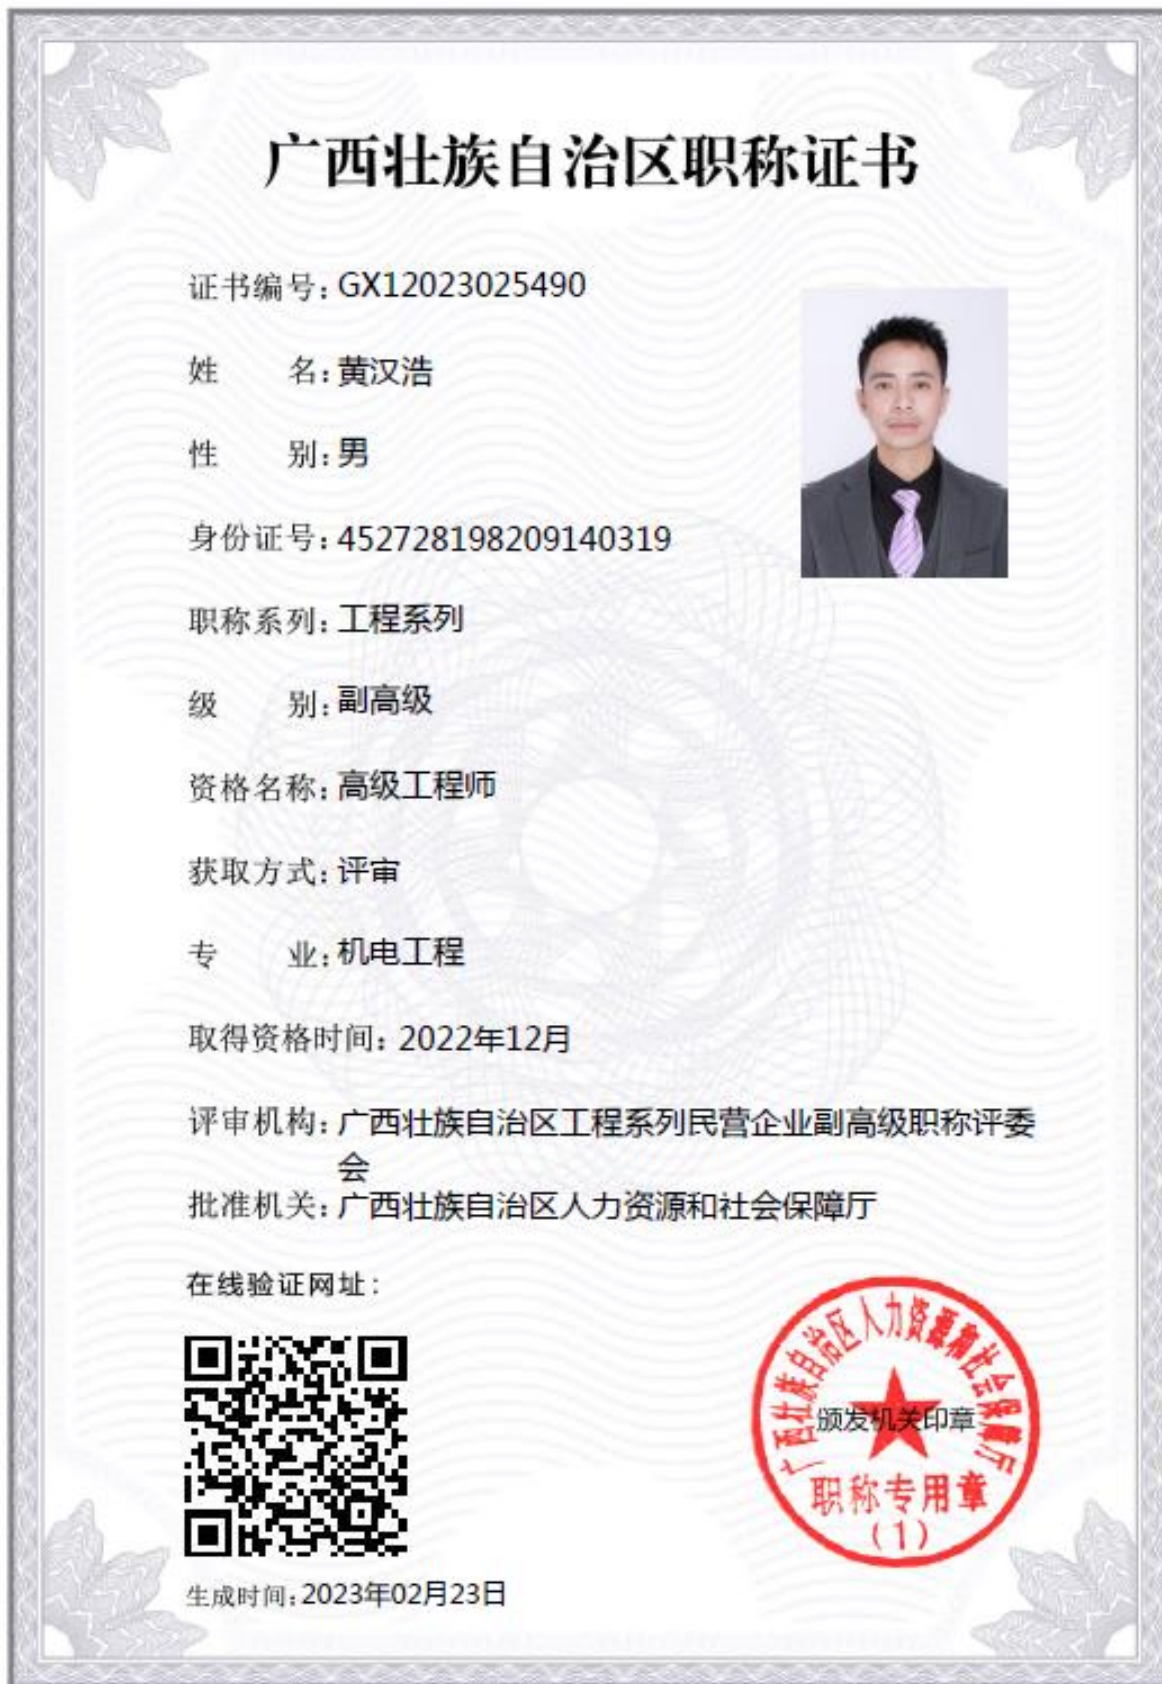 广西壮族自治区职称证书
证书编号：GX12023025490
姓 名：黄汉浩
性 别：男
身份证号：452728198209140319
职称系列：工程系列
级 别：副高级
资格名称：高级工程师
获取方式：评审
专 业：机电工程
取得资格时间：2022年12月
评审机构：广西壮族自治区工程系列民营企业副高级职称评委
会
批准机关：广西壮族自治区人力资源和社会保障厅
在线验证网址：
广西壮族自治区人力资源和社会保障厅
颁发机关印章
职称专用章
（1）
生成时间：2023年02月23日